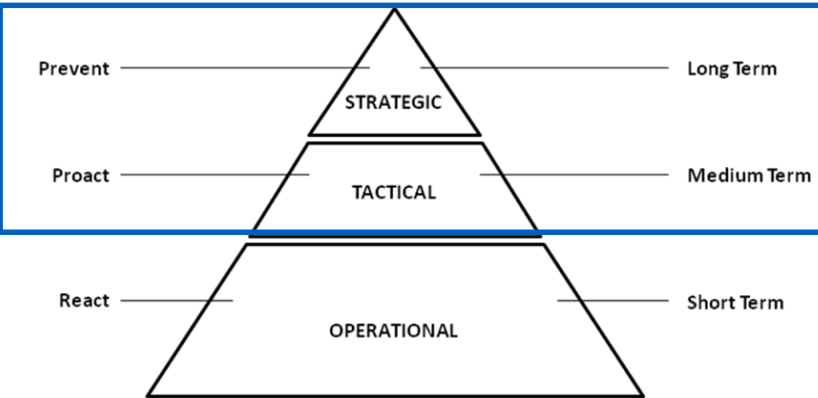 Prevent
Long Term
STRATEGIC
Proact
Medium Term
TACTICAL
React
Short Term
OPERATIONAL